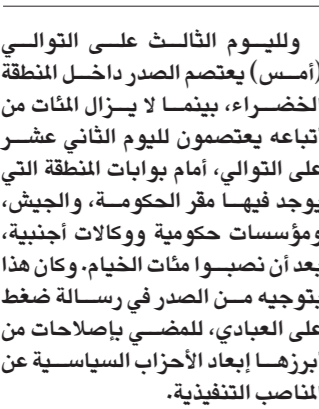 ولليوم الثالث على التوالي
(أمس) يعتصم الصدر داخل المنطقة
الخضراء، بينما لا يزال المئات من
أتباعه يعتصمون لليوم الثاني عشر
على التوالي، أمام بوابات المنطقة التي
يوجد فيها مقر الحكومة، والجيش،
ومؤسسات حكومية ووكالات أجنبية،
بعد أن نصبوا مئات الخيام. وكان هذا
بتوجيه من الصدر في رسالة ضغط
على العبادي، للمضي بإصلاحات من
أبرزها إبعاد الأحزاب السياسية عن
المناصب التنفيذية.